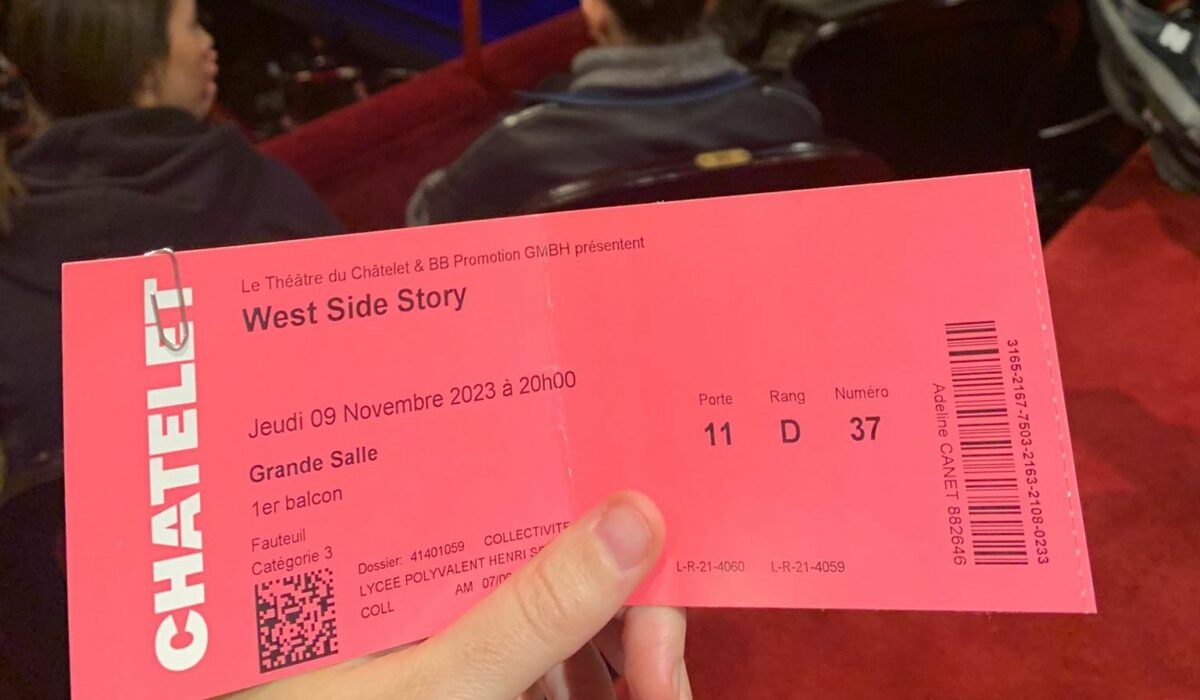 CHATELET
Le Théâtre du Châtelet & BB Promotion GMBH présentent
West Side Story
Jeudi 09 Novembre 2023 à 20h00
Grande Salle
1er balcon
Fauteuil
Catégorie 3
Dossier: 41401059 COLLECTIVITE
LYCEE POLYVALENT HENRI
AM
COLL
Porte Rang Numéro
11 D 37
L-R-21-4060 L-R-21-4059
Adeline CANET 882646
3165-2167-7503-2163-2108-0233
N